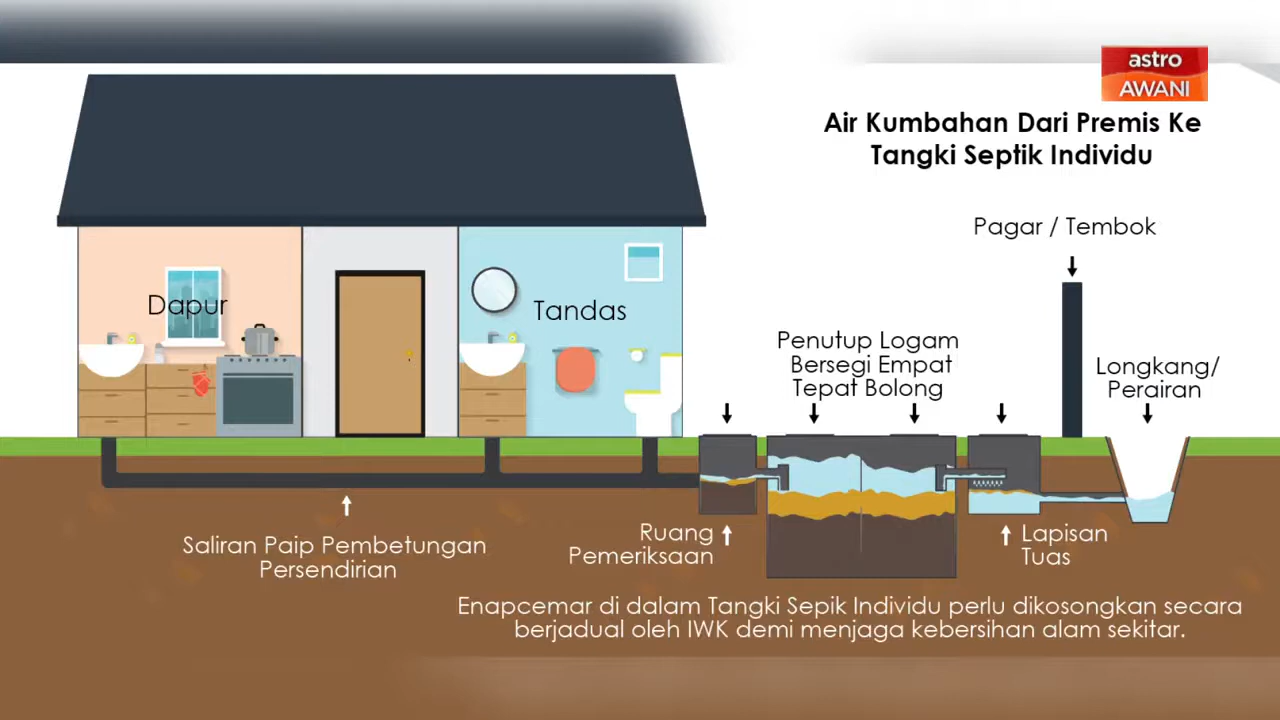 astro
AWANI
Air Kumbahan Dari Premis Ke
Tangki Septik Individu
Pagar / Tembok
Dapur
Tandas
Penutup Logam
Bersegi Empat
Tepat Bolong
Longkang/
Perairan
Saliran Paip Pembetungan
Persendirian
Ruang
Pemeriksaan
Lapisan
Tuas
Enapcemar di dalam Tangki Sepik Individu perlu dikosongkan secara
berjadual oleh IWK demi menjaga kebersihan alam sekitar.